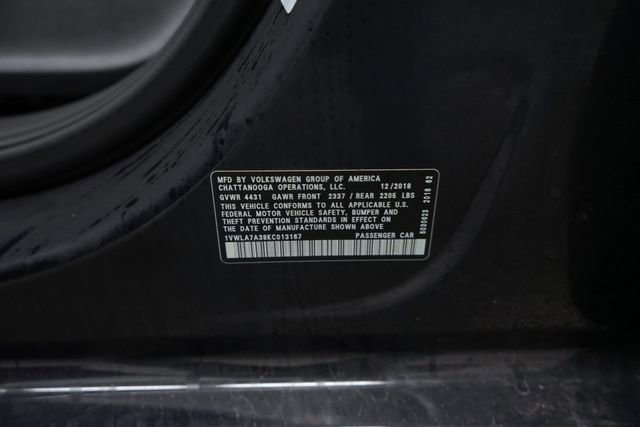 MFD BY VOLKSWAGEN GROUP OF AMERICA
CHATTANOOGA OPERATIONS, LLC. 12/2018
GVWR 4431 GAWR FRONT 2337 / REAR 2205 LBS
THIS VEHICLE CONFORMS TO ALL APPLICABLE U.S.
FEDERAL MOTOR VEHICLE SAFETY, BUMPER AND
THEFT PREVENTION STANDARDS IN EFFECT ON
THE DATE OF MANUFACTURE SHOWN ABOVE
1VWLA7A38KC013167 PASSENGER CAR
5030623 2018 62